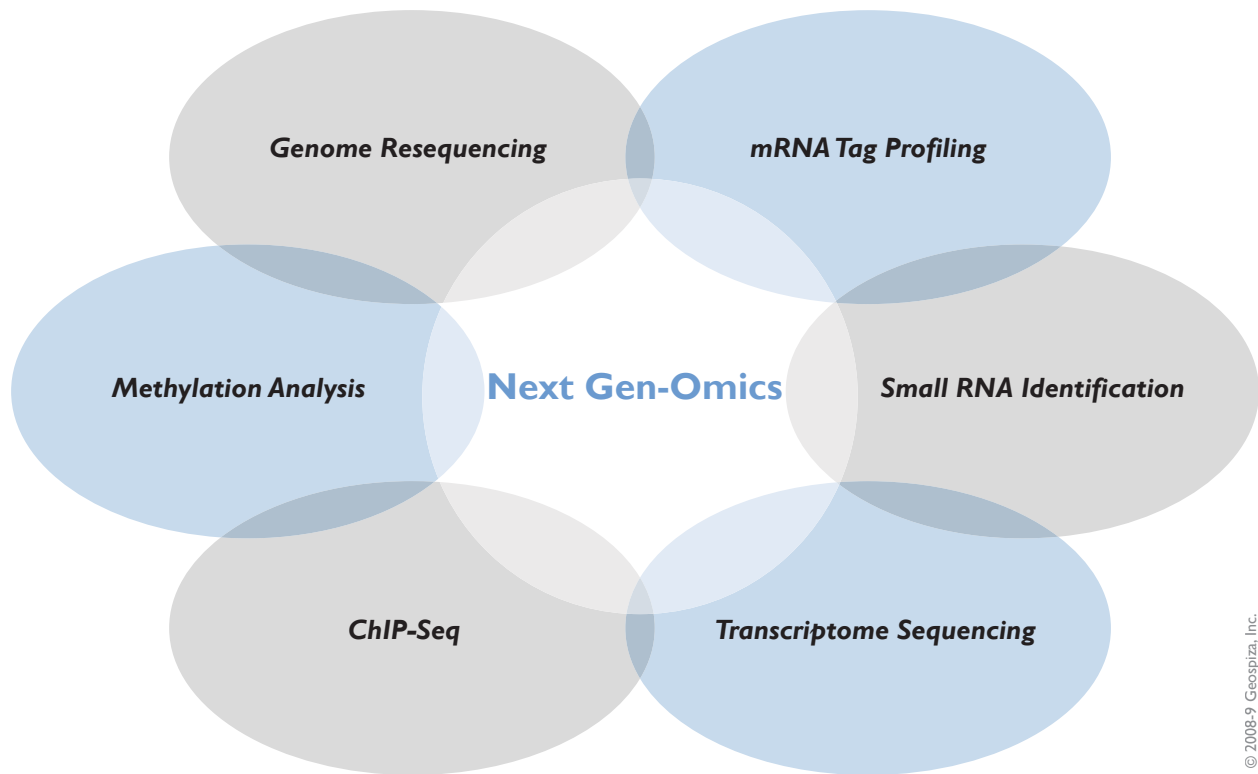 Genome Resequencing
mRNA Tag Profiling
Methylation Analysis
Next Gen-Omics
Small RNA Identification
ChIP-Seq
Transcriptome Sequencing
© 2008-9 Geospiza, Inc.